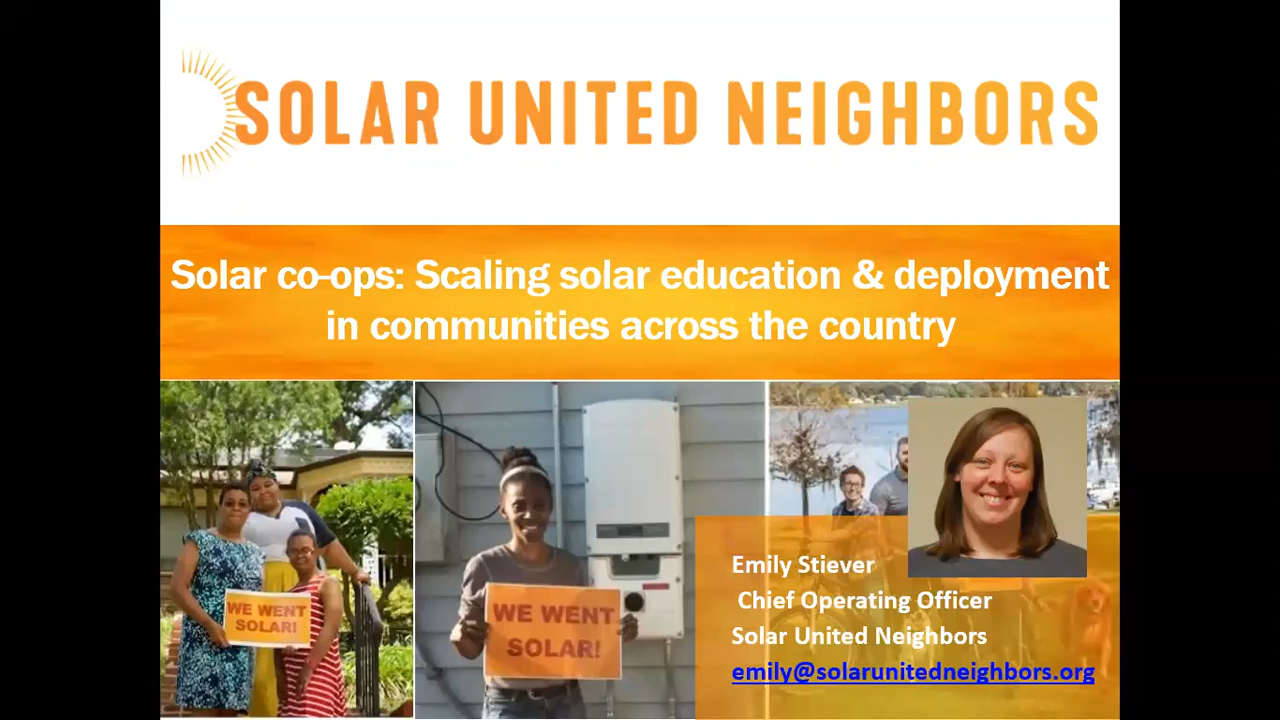 SOLAR UNITED NEIGHBORS
Solar co-ops: Scaling solar education & deployment
in communities across the country
WE WENT
SOLAR!
WE WENT
SOLAR!
Emily Stiever
Chief Operating Officer
Solar United Neighbors
emily@solarunitedneighbors.org